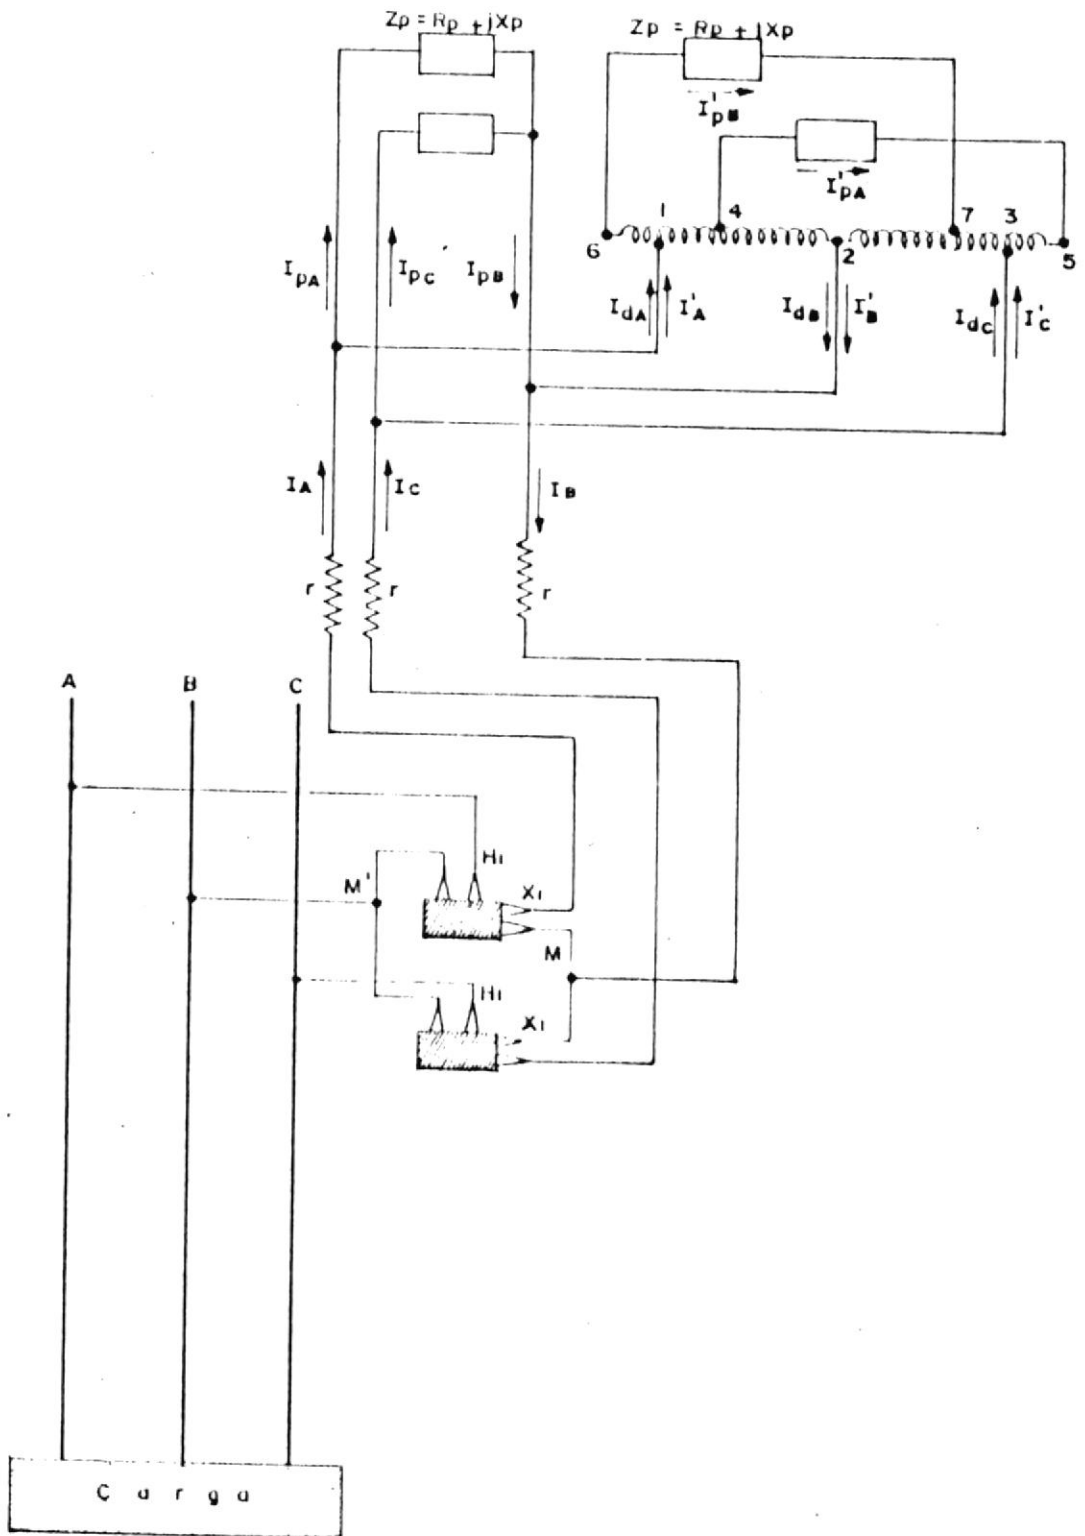 Zp = Rp + jXp
Zp = Rp + jXp
I'pB
I'pA
1
4
7
3
6
2
5
IpA
IpC
IpB
IdA
I'A
IdB
I'B
IdC
I'C
IA
IC
IB
r
r
r
A
B
C
H1
M'
X1
M
H1
X1
Carga